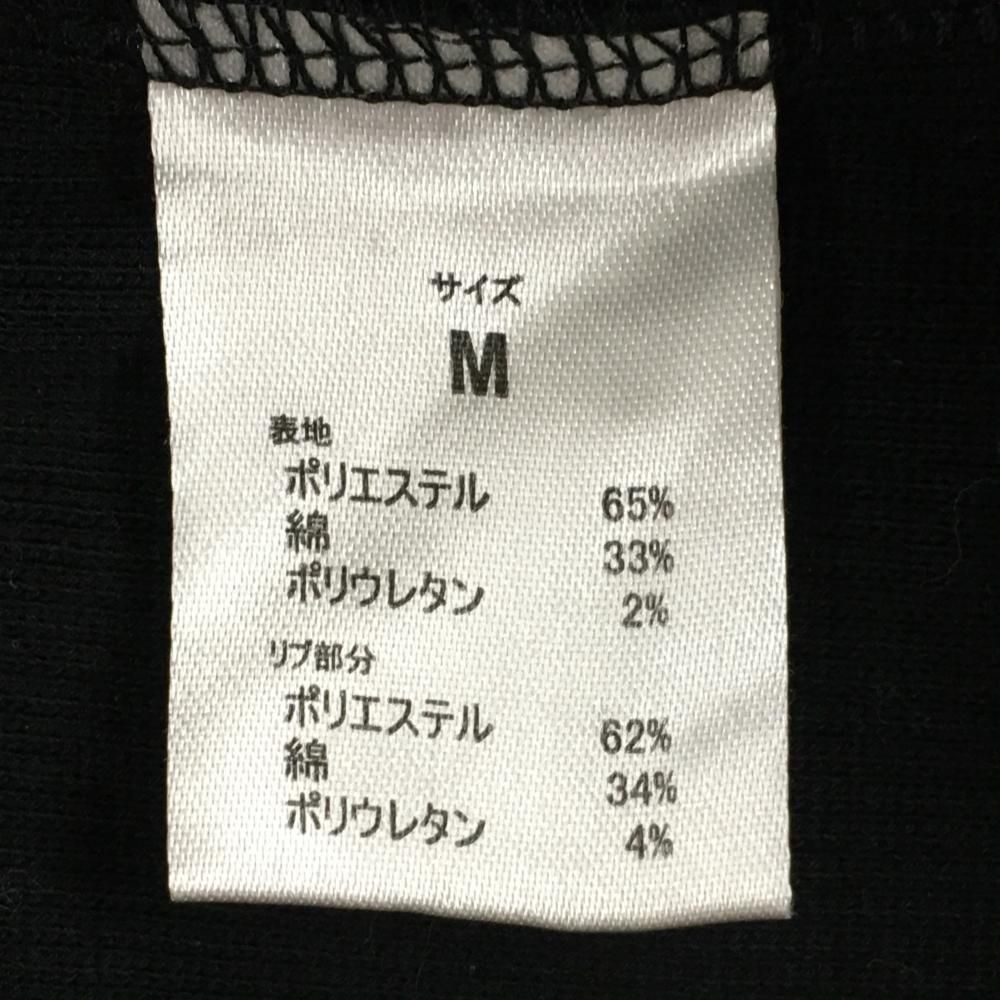 サイズ
M
表地
ポリエステル 65%
綿 33%
ポリウレタン 2%
リブ部分
ポリエステル 62%
綿 34%
ポリウレタン 4%